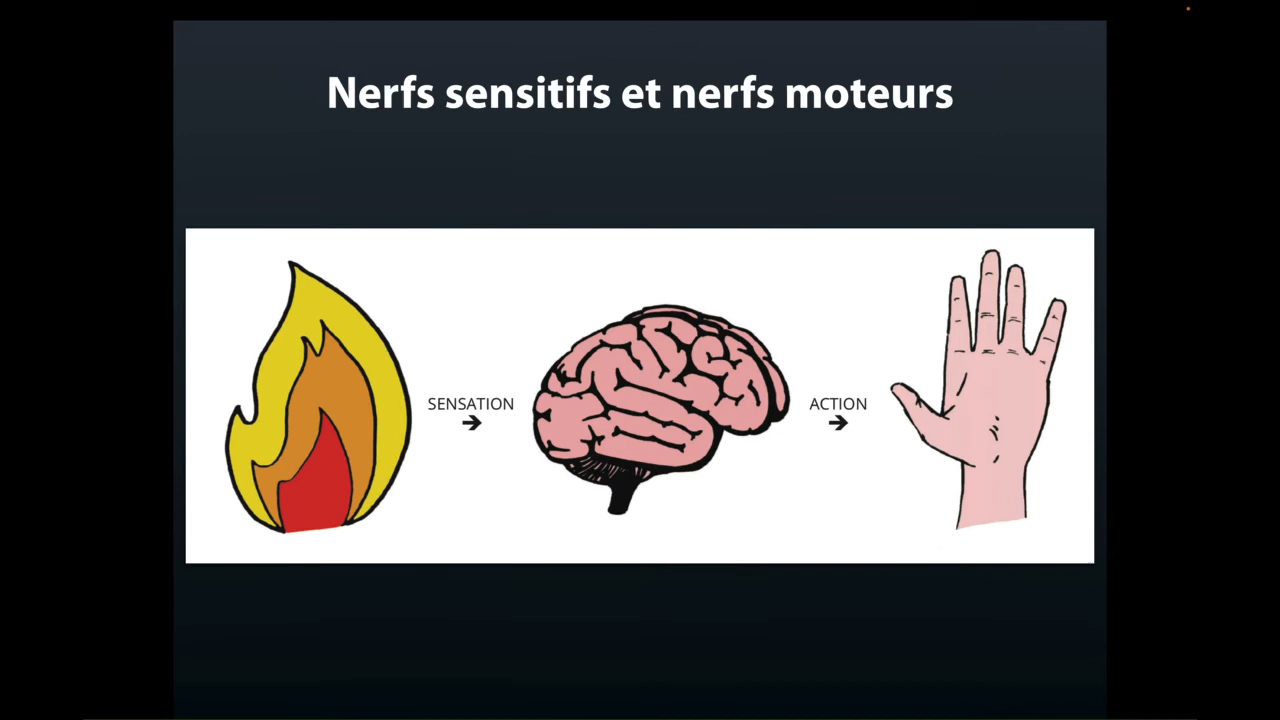 Nerfs sensitifs et nerfs moteurs
SENSATION
➔
ACTION
➔